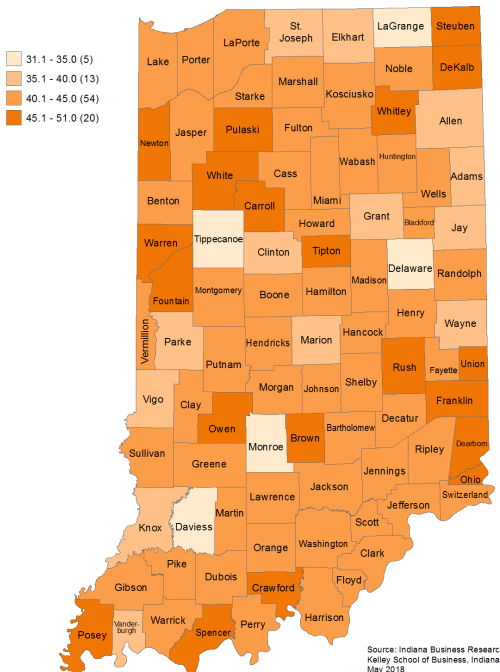 31.1 - 35.0 (5)
35.1 - 40.0 (13)
40.1 - 45.0 (54)
45.1 - 51.0 (20)
Lake
Porter
LaPorte
St.
Joseph
Elkhart
LaGrange
Steuben
Noble
DeKalb
Starke
Marshall
Kosciusko
Whitley
Allen
Newton
Jasper
Pulaski
Fulton
Wabash
Huntington
White
Cass
Miami
Wells
Adams
Benton
Carroll
Howard
Grant
Blackford
Jay
Warren
Tippecanoe
Clinton
Tipton
Madison
Delaware
Randolph
Fountain
Montgomery
Boone
Hamilton
Henry
Wayne
Vermillion
Parke
Putnam
Hendricks
Marion
Hancock
Rush
Fayette
Union
Vigo
Clay
Owen
Morgan
Johnson
Shelby
Decatur
Franklin
Sullivan
Greene
Monroe
Brown
Bartholomew
Jennings
Ripley
Dearborn
Ohio
Switzerland
Knox
Daviess
Martin
Lawrence
Jackson
Scott
Jefferson
Orange
Washington
Clark
Gibson
Pike
Dubois
Crawford
Floyd
Harrison
Posey
Vander-
burgh
Warrick
Spencer
Perry
Source: Indiana Business Researc
Kelley School of Business, Indiana
May 2018